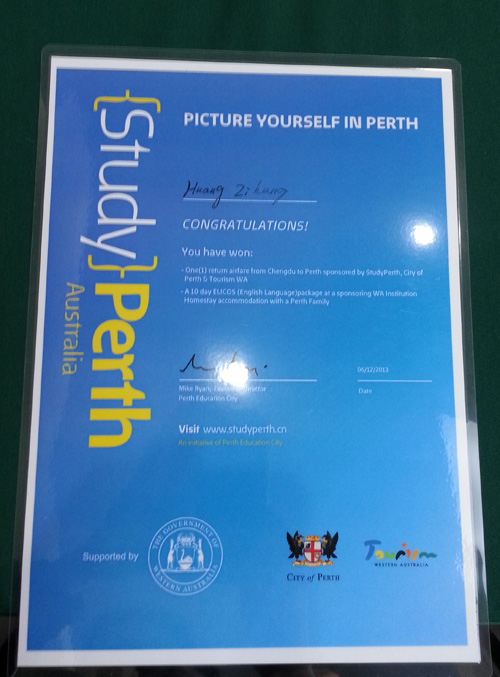 {Study}Perth
Australia
PICTURE YOURSELF IN PERTH
Huang Zihang
CONGRATULATIONS!
You have won:
- One(1) return airfare from Chengdu to Perth sponsored by StudyPerth, City of
Perth & Tourism WA
- A 10 day ELICOS (English Language)package at a sponsoring WA Institution
Homestay accommodation with a Perth Family
06/12/2013
Mike Ryan,
Date
Perth Education City
Visit www.studyperth.cn
An initiative of Perth Education City
Supported by
THE GOVERNMENT OF
WESTERN AUSTRALIA
CITY of PERTH
Tourism
WESTERN AUSTRALIA